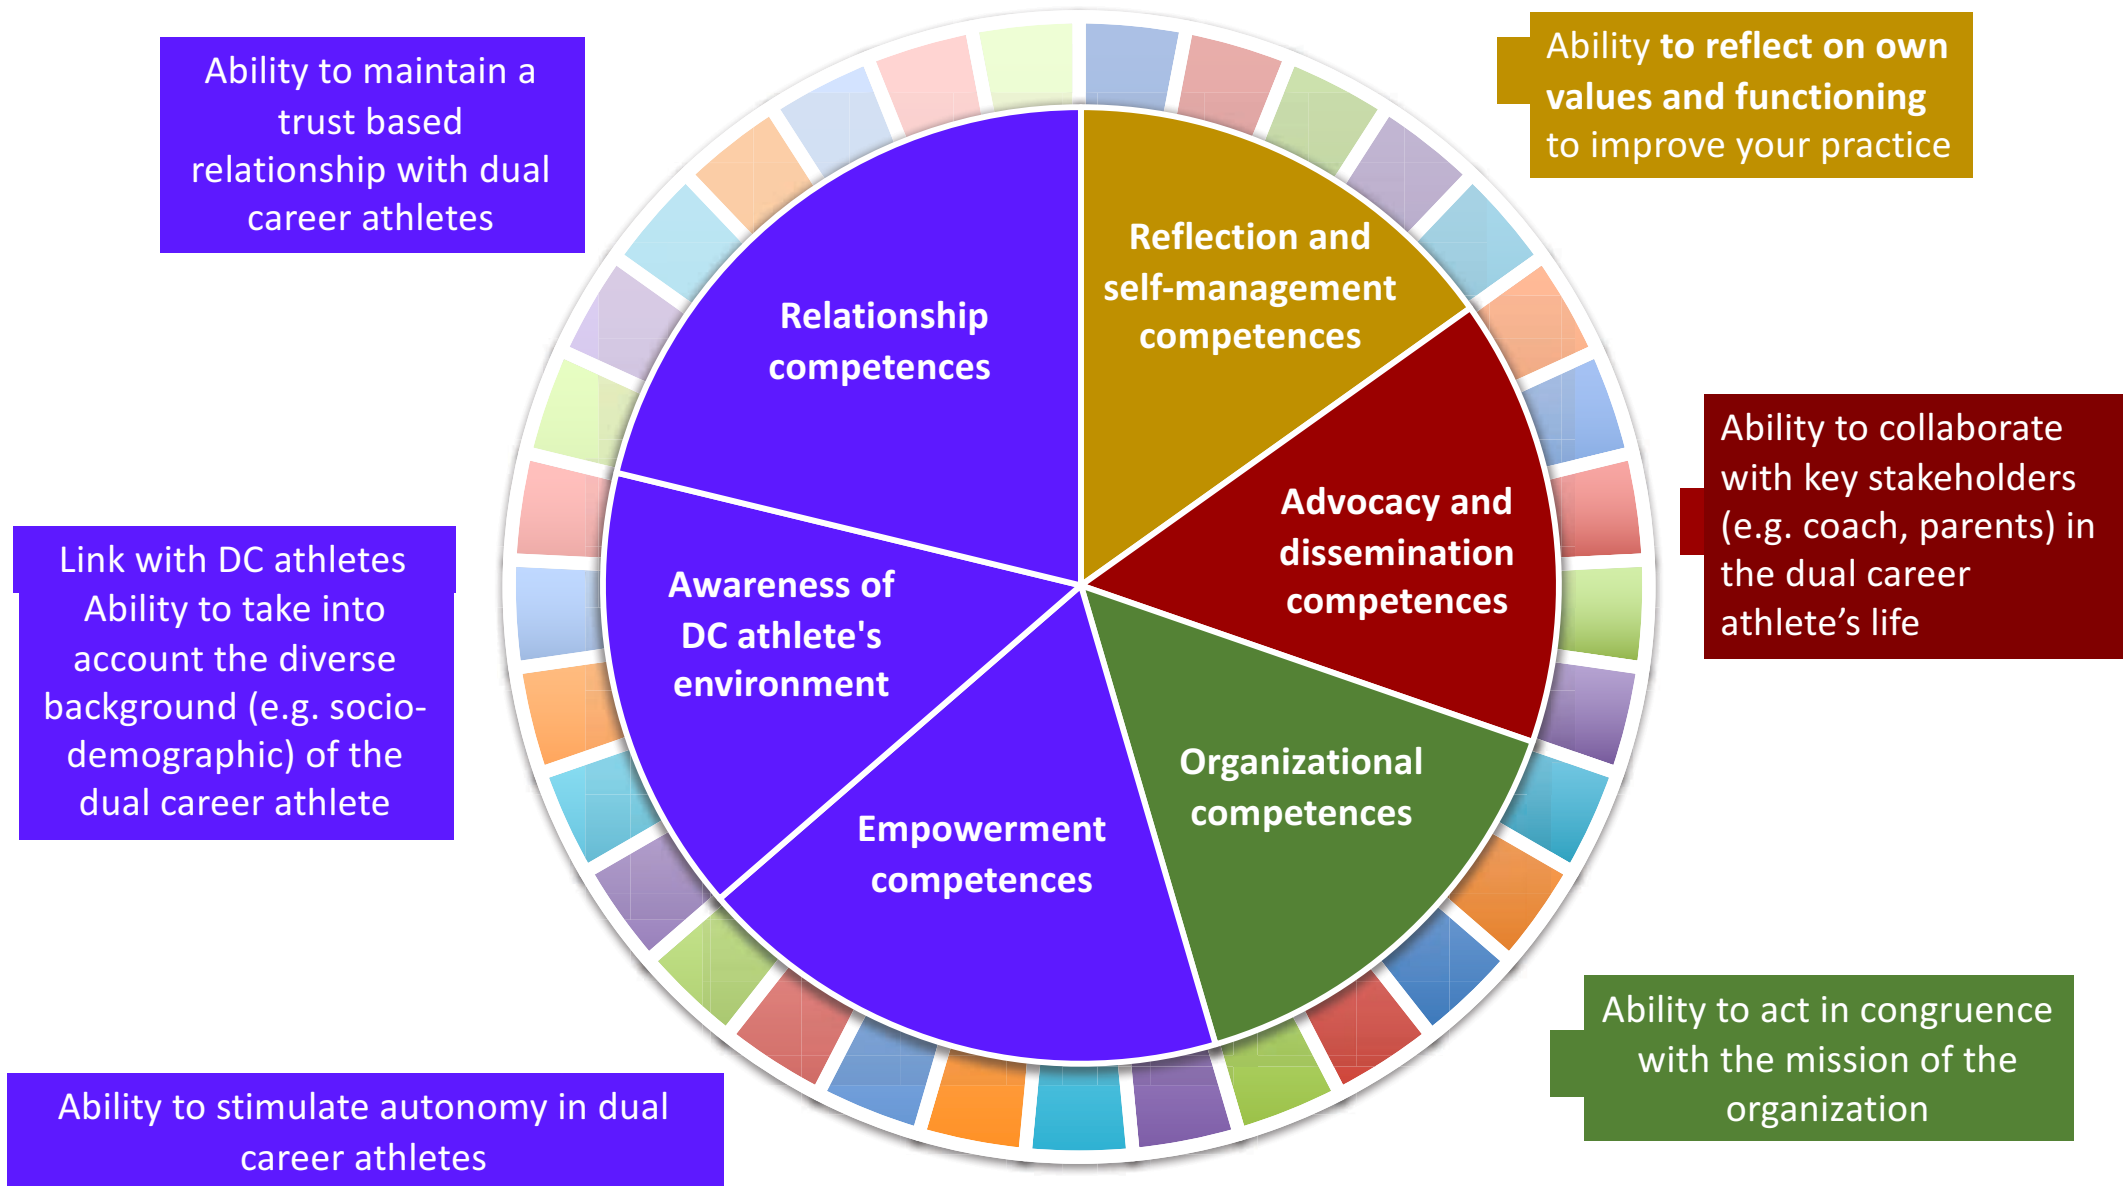 Ability to maintain a
trust based
relationship with dual
career athletes
Ability to reflect on own
values and functioning
to improve your practice
Reflection and
self-management
competences
Relationship
competences
Ability to collaborate
with key stakeholders
(e.g. coach, parents) in
the dual career
athlete’s life
Advocacy and
dissemination
competences
Link with DC athletes
Ability to take into
account the diverse
background (e.g. socio-
demographic) of the
dual career athlete
Awareness of
DC athlete's
environment
Organizational
competences
Empowerment
competences
Ability to act in congruence
with the mission of the
organization
Ability to stimulate autonomy in dual
career athletes